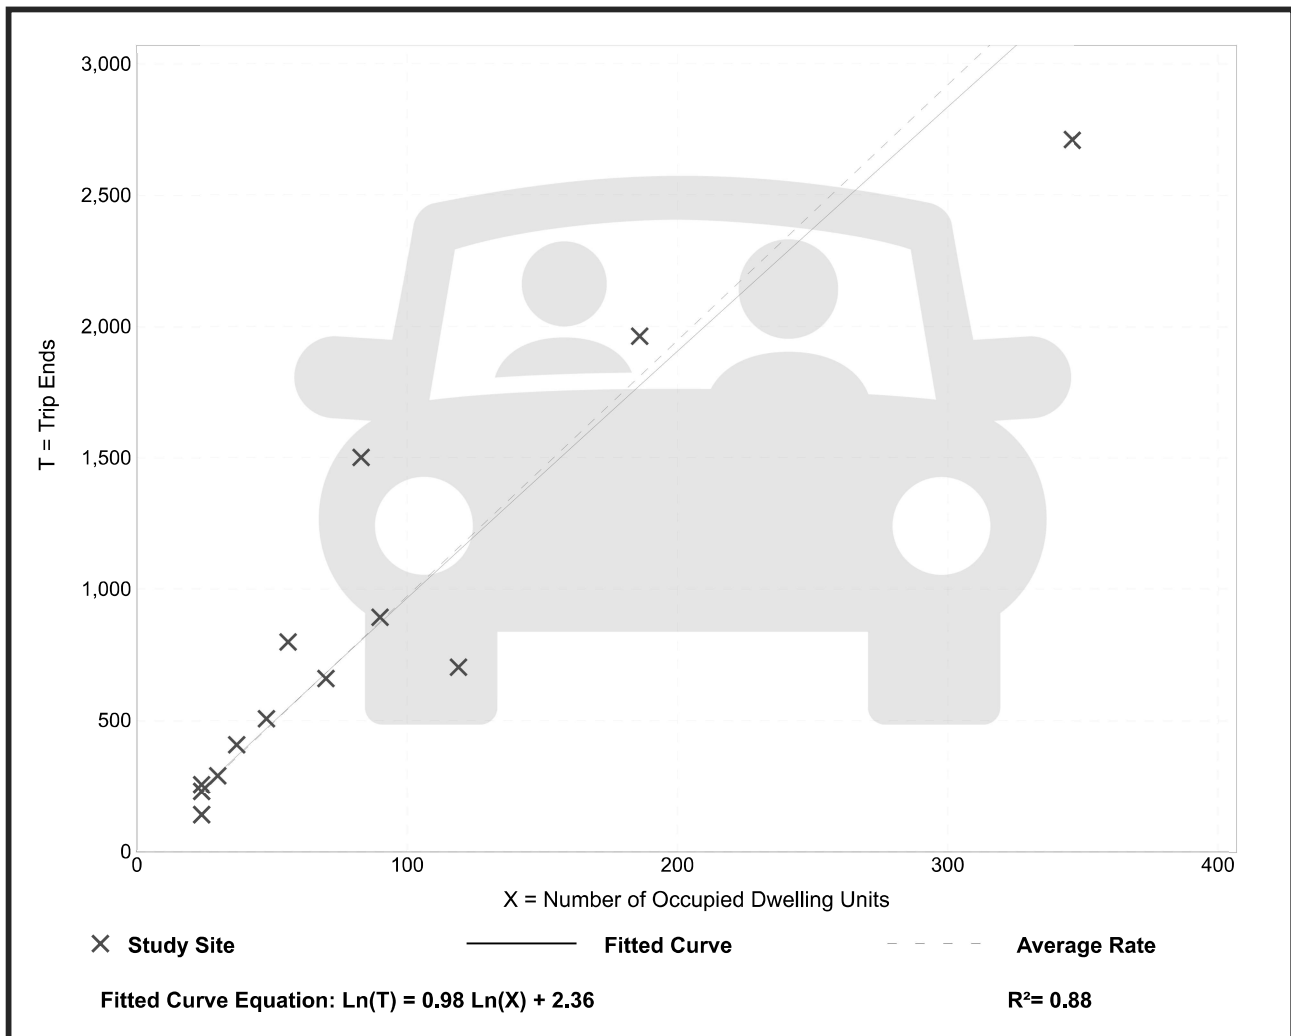 3,000
2,500
2,000
1,500
1,000
500
0
T = Trip Ends
0 100 200 300 400
X = Number of Occupied Dwelling Units
Study Site Fitted Curve Average Rate
Fitted Curve Equation: Ln(T) = 0.98 Ln(X) + 2.36 R²= 0.88